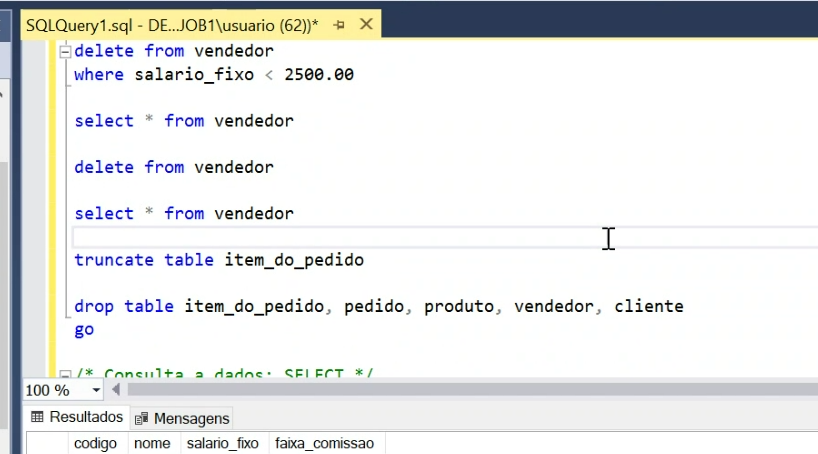 SQLQuery1.sql - DE...JOB1\usuario (62))*
delete from vendedor
where salario_fixo < 2500.00
select * from vendedor
delete from vendedor
select * from vendedor
truncate table item_do_pedido
drop table item_do_pedido, pedido, produto, vendedor, cliente
go
/* Consulta a dados: SELECT */
100 %
Resultados Mensagens
codigo nome salario_fixo faixa_comissao